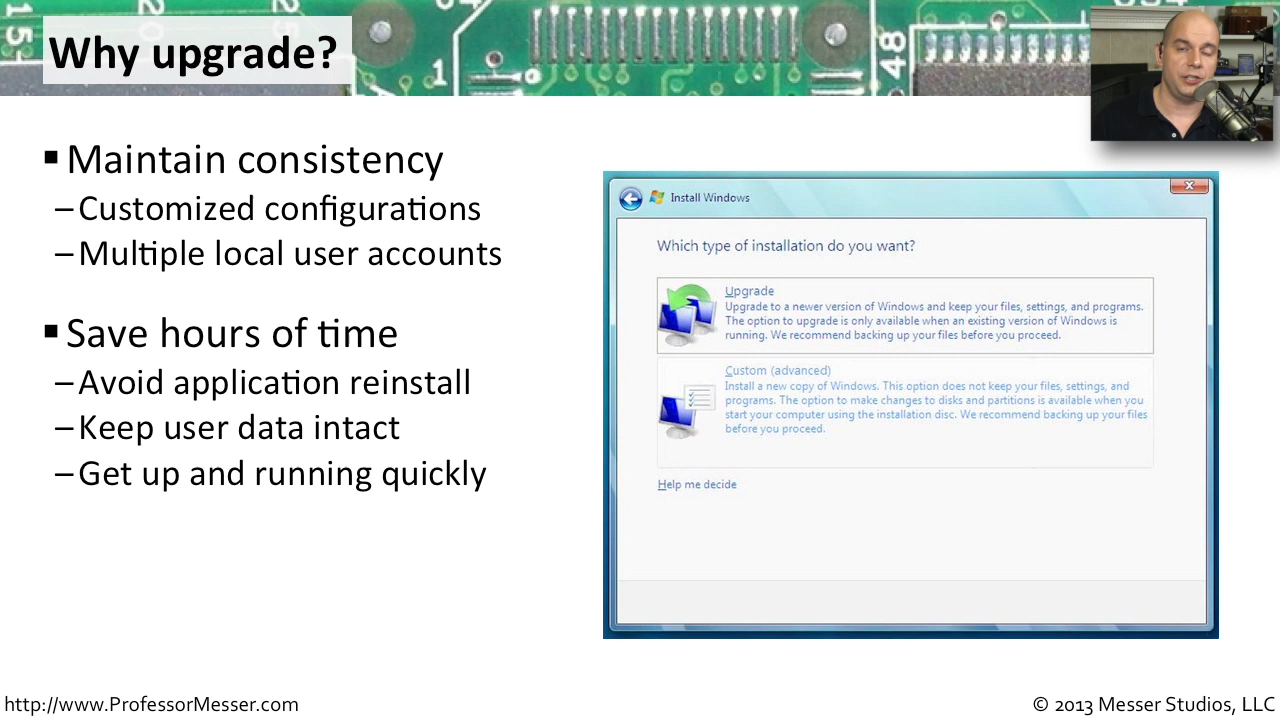 Why upgrade?
▪ Maintain consistency
– Customized configurations
– Multiple local user accounts
▪ Save hours of time
– Avoid application reinstall
– Keep user data intact
– Get up and running quickly
Install Windows
Which type of installation do you want?
Upgrade
Upgrade to a newer version of Windows and keep your files, settings, and programs.
The option to upgrade is only available when an existing version of Windows is
running. We recommend backing up your files before you proceed.
Custom (advanced)
Install a new copy of Windows. This option does not keep your files, settings, and
programs. The option to make changes to disks and partitions is available when you
start your computer using the installation disc. We recommend backing up your files
before you proceed.
Help me decide
http://www.ProfessorMesser.com
© 2013 Messer Studios, LLC
1
48